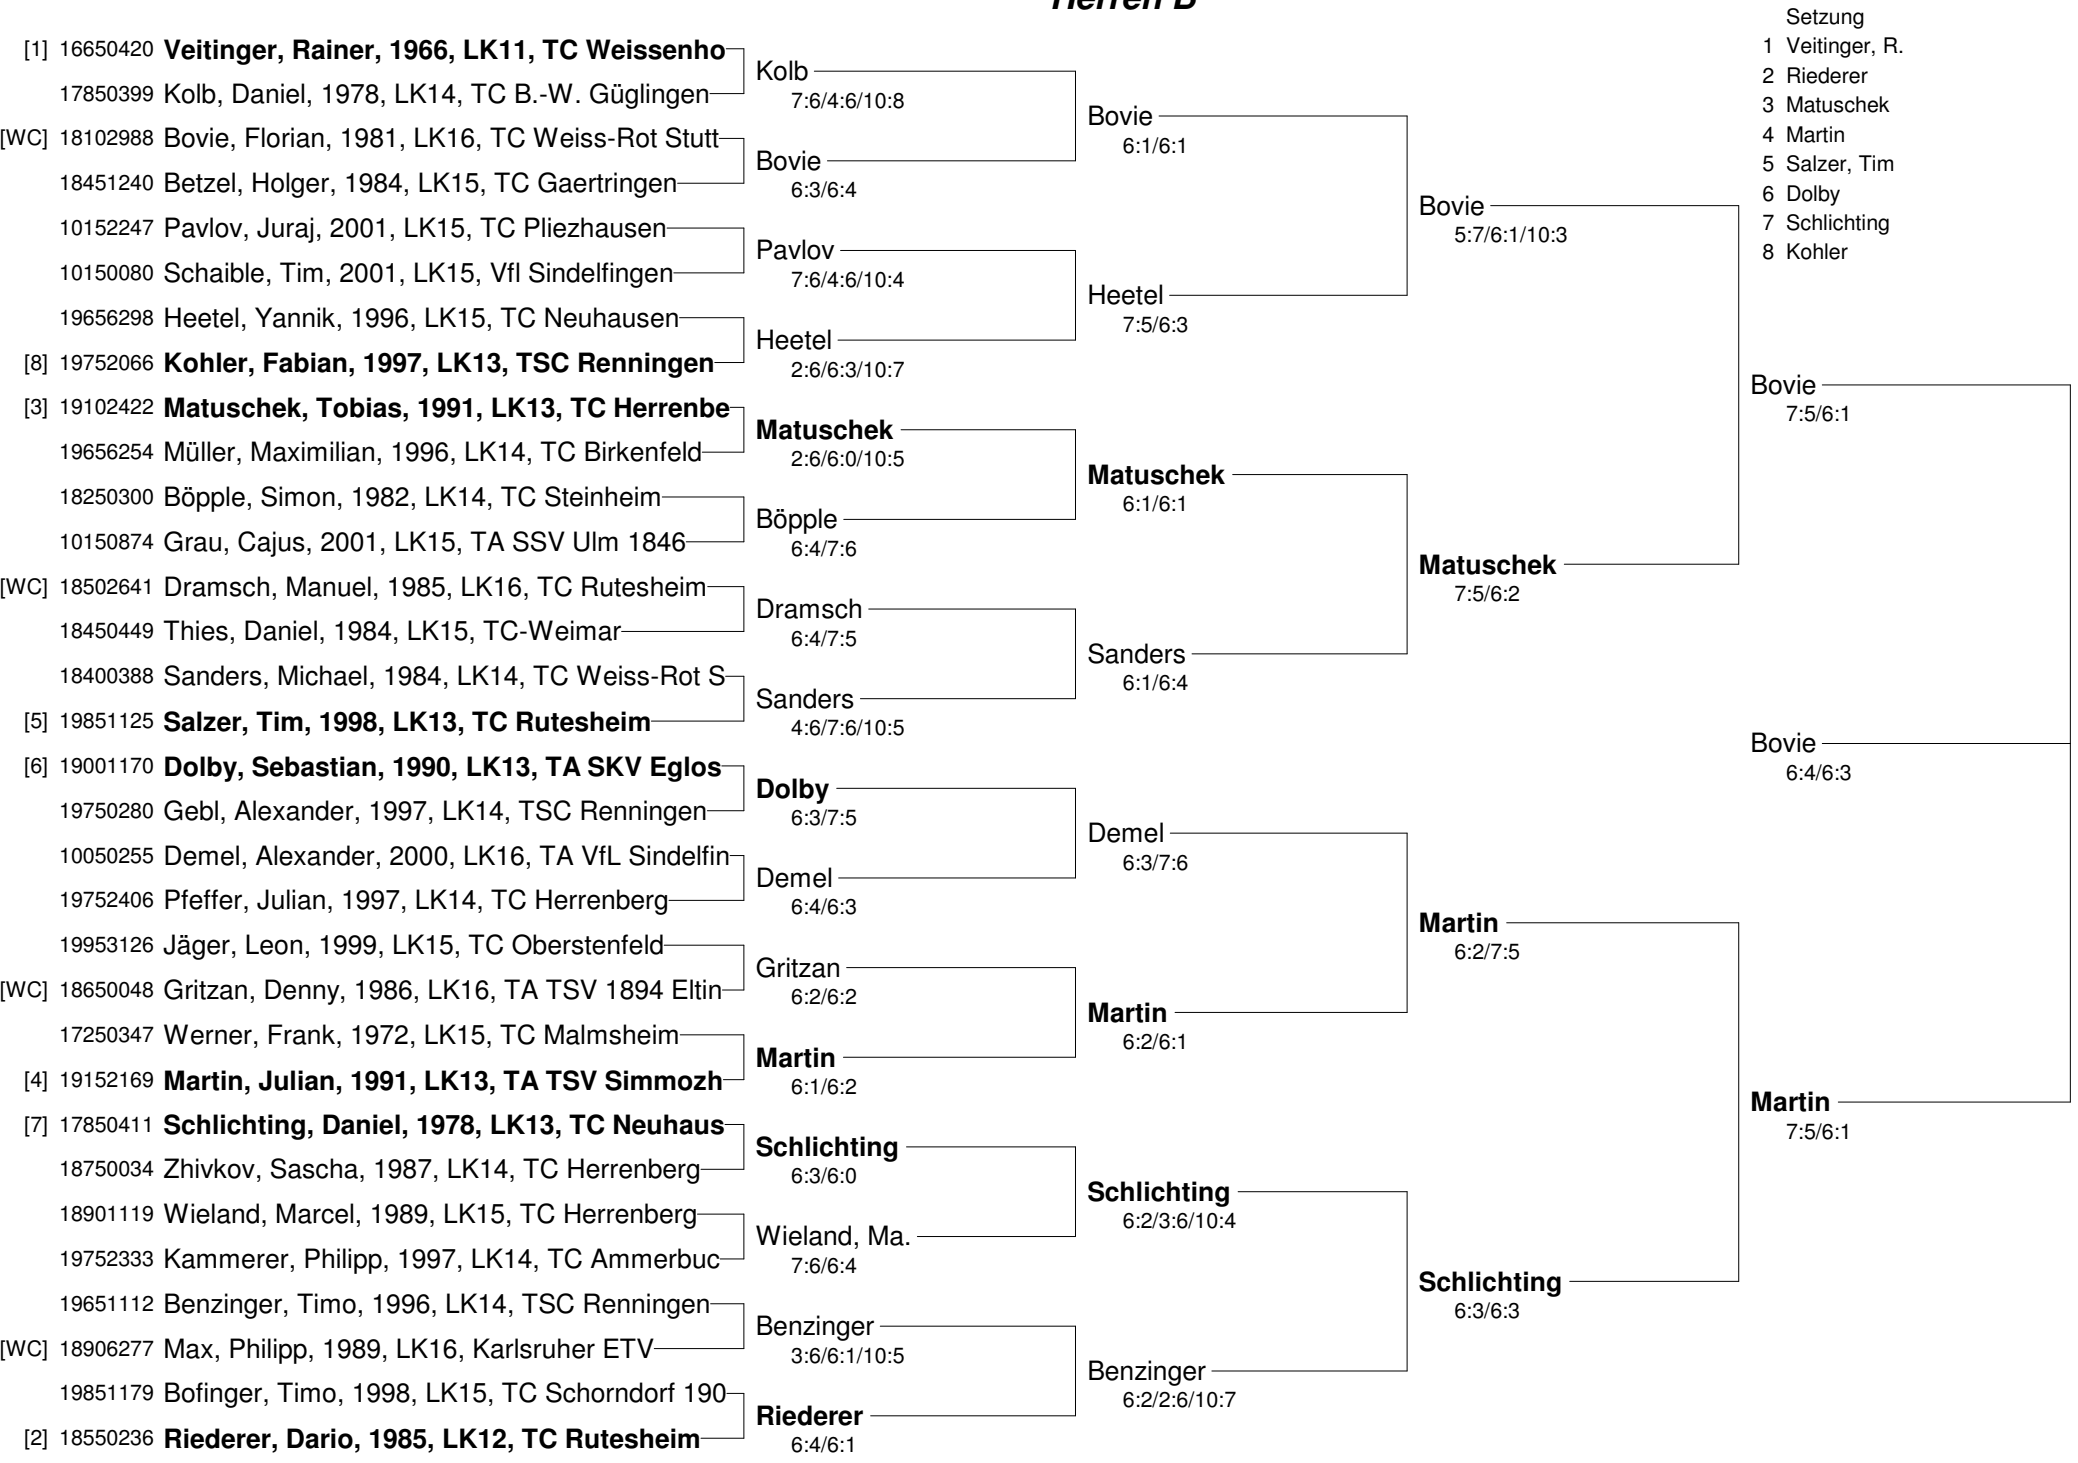 Herren B
Setzung
1 Veitinger, R.
2 Riederer
3 Matuschek
4 Martin
5 Salzer, Tim
6 Dolby
7 Schlichting
8 Kohler
[1] 16650420 Veitinger, Rainer, 1966, LK11, TC Weissenho
17850399 Kolb, Daniel, 1978, LK14, TC B.-W. Güglingen
[WC] 18102988 Bovie, Florian, 1981, LK16, TC Weiss-Rot Stutt
18451240 Betzel, Holger, 1984, LK15, TC Gaertringen
10152247 Pavlov, Juraj, 2001, LK15, TC Pliezhausen
10150080 Schaible, Tim, 2001, LK15, Vfl Sindelfingen
19656298 Heetel, Yannik, 1996, LK15, TC Neuhausen
[8] 19752066 Kohler, Fabian, 1997, LK13, TSC Renningen
[3] 19102422 Matuschek, Tobias, 1991, LK13, TC Herrenbe
19656254 Müller, Maximilian, 1996, LK14, TC Birkenfeld
18250300 Böpple, Simon, 1982, LK14, TC Steinheim
10150874 Grau, Cajus, 2001, LK15, TA SSV Ulm 1846
[WC] 18502641 Dramsch, Manuel, 1985, LK16, TC Rutesheim
18450449 Thies, Daniel, 1984, LK15, TC-Weimar
18400388 Sanders, Michael, 1984, LK14, TC Weiss-Rot S
[5] 19851125 Salzer, Tim, 1998, LK13, TC Rutesheim
[6] 19001170 Dolby, Sebastian, 1990, LK13, TA SKV Eglos
19750280 Gebl, Alexander, 1997, LK14, TSC Renningen
10050255 Demel, Alexander, 2000, LK16, TA VfL Sindelfin
19752406 Pfeffer, Julian, 1997, LK14, TC Herrenberg
19953126 Jäger, Leon, 1999, LK15, TC Oberstenfeld
[WC] 18650048 Gritzan, Denny, 1986, LK16, TA TSV 1894 Eltin
17250347 Werner, Frank, 1972, LK15, TC Malmsheim
[4] 19152169 Martin, Julian, 1991, LK13, TA TSV Simmozh
[7] 17850411 Schlichting, Daniel, 1978, LK13, TC Neuhaus
18750034 Zhivkov, Sascha, 1987, LK14, TC Herrenberg
18901119 Wieland, Marcel, 1989, LK15, TC Herrenberg
19752333 Kammerer, Philipp, 1997, LK14, TC Ammerbuc
19651112 Benzinger, Timo, 1996, LK14, TSC Renningen
[WC] 18906277 Max, Philipp, 1989, LK16, Karlsruher ETV
19851179 Bofinger, Timo, 1998, LK15, TC Schorndorf 190
[2] 18550236 Riederer, Dario, 1985, LK12, TC Rutesheim
Kolb
7:6/4:6/10:8
Bovie
6:3/6:4
Pavlov
7:6/4:6/10:4
Heetel
2:6/6:3/10:7
Matuschek
2:6/6:0/10:5
Böpple
6:4/7:6
Dramsch
6:4/7:5
Sanders
4:6/7:6/10:5
Dolby
6:3/7:5
Demel
6:4/6:3
Gritzan
6:2/6:2
Martin
6:1/6:2
Schlichting
6:3/6:0
Wieland, Ma.
7:6/6:4
Benzinger
3:6/6:1/10:5
Riederer
6:4/6:1
Bovie
6:1/6:1
Heetel
7:5/6:3
Matuschek
6:1/6:1
Sanders
6:1/6:4
Demel
6:3/7:6
Martin
6:2/6:1
Schlichting
6:2/3:6/10:4
Benzinger
6:2/2:6/10:7
Bovie
5:7/6:1/10:3
Matuschek
7:5/6:2
Martin
6:2/7:5
Schlichting
6:3/6:3
Bovie
7:5/6:1
Bovie
6:4/6:3
Martin
7:5/6:1